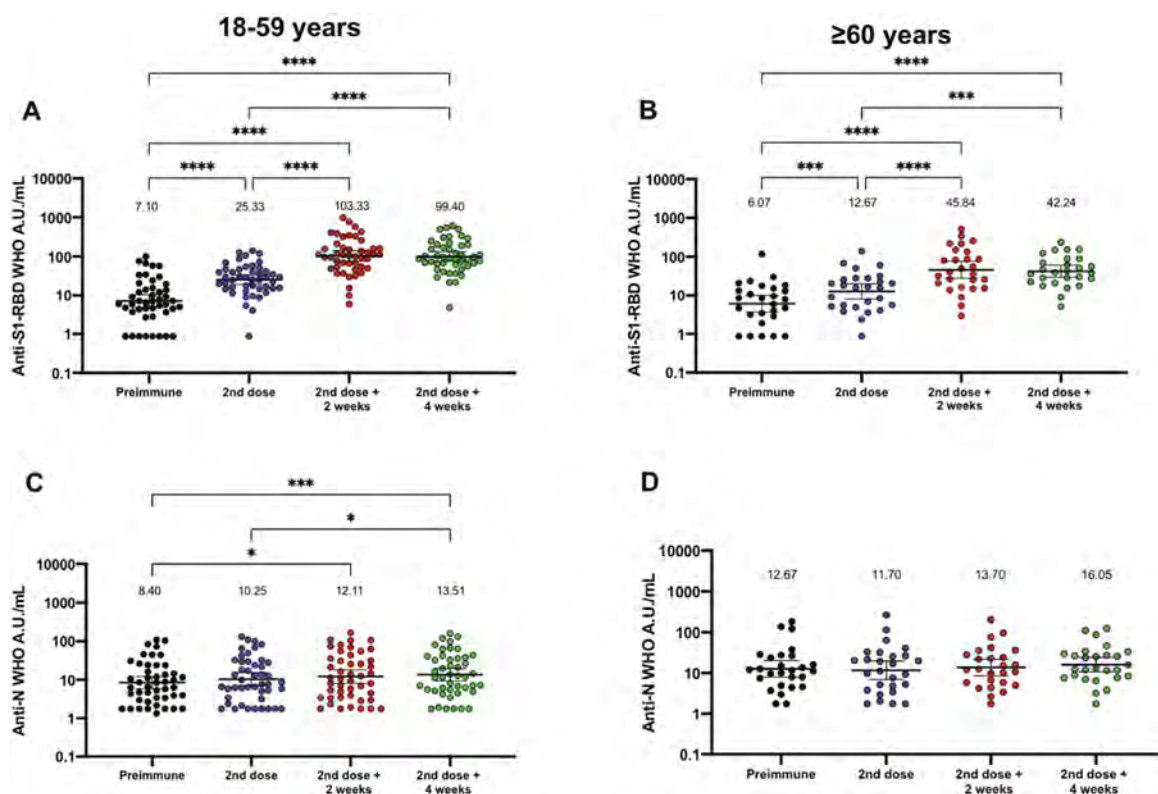 18-59 years
≥60 years
****
****
****
****
****
A
Anti-S1-RBD WHO A.U./mL
10000
1000
100
10
1
0.1
7.10
25.33
103.33
99.40
Preimmune
2nd dose
2nd dose +
2 weeks
2nd dose +
4 weeks
****
***
****
***
****
B
Anti-S1-RBD WHO A.U./mL
10000
1000
100
10
1
0.1
6.07
12.67
45.84
42.24
Preimmune
2nd dose
2nd dose +
2 weeks
2nd dose +
4 weeks
C
***
*
*
Anti-N WHO A.U./mL
10000
1000
100
10
1
0.1
8.40
10.25
12.11
13.51
Preimmune
2nd dose
2nd dose +
2 weeks
2nd dose +
4 weeks
D
Anti-N WHO A.U./mL
10000
1000
100
10
1
0.1
12.67
11.70
13.70
16.05
Preimmune
2nd dose
2nd dose +
2 weeks
2nd dose +
4 weeks